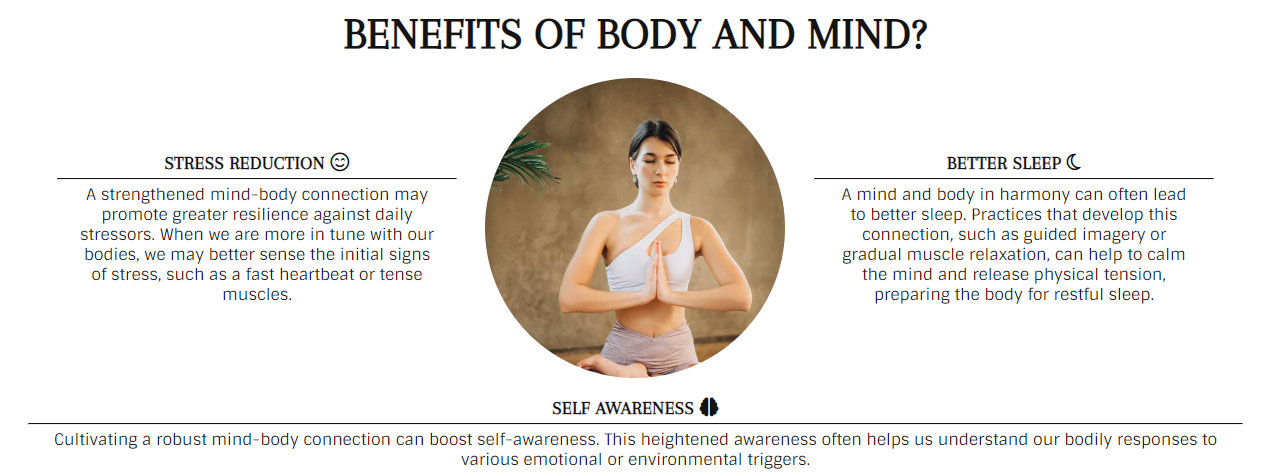 BENEFITS OF BODY AND MIND?
STRESS REDUCTION
A strengthened mind-body connection may
promote greater resilience against daily
stressors. When we are more in tune with our
bodies, we may better sense the initial signs
of stress, such as a fast heartbeat or tense
muscles.
BETTER SLEEP
A mind and body in harmony can often lead
to better sleep. Practices that develop this
connection, such as guided imagery or
gradual muscle relaxation, can help to calm
the mind and release physical tension,
preparing the body for restful sleep.
SELF AWARENESS
Cultivating a robust mind-body connection can boost self-awareness. This heightened awareness often helps us understand our bodily responses to
various emotional or environmental triggers.